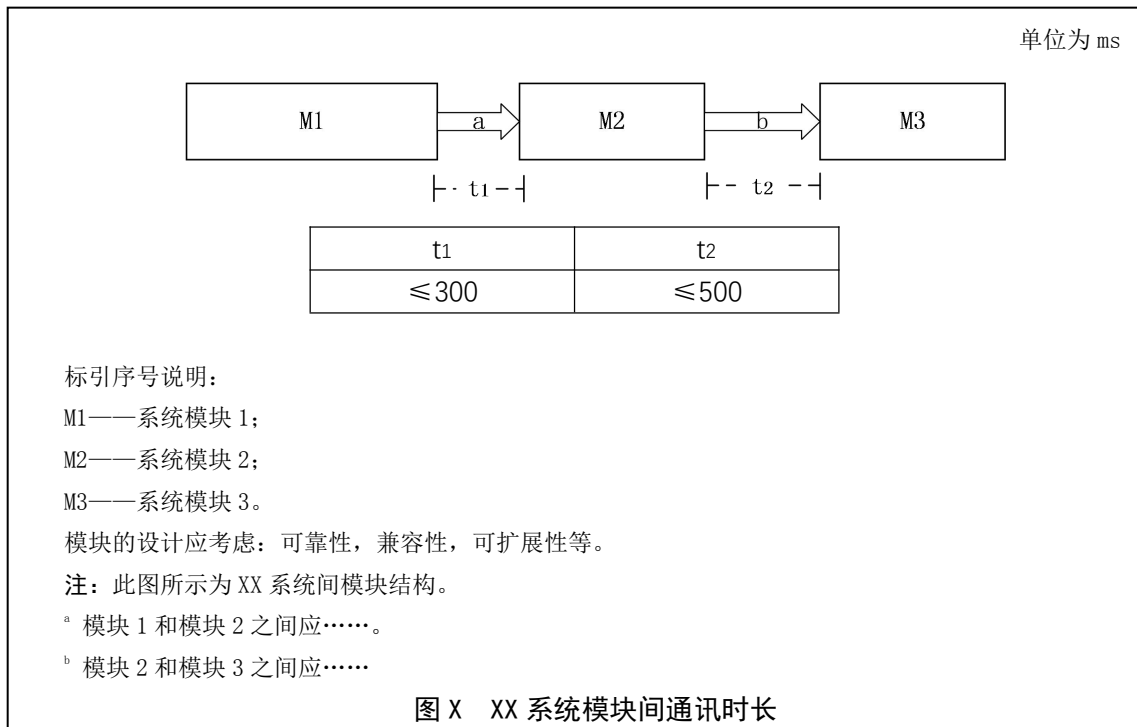 单位为 ms
M1 a M2 b M3
t1 t2
t1 t2
≤300 ≤500
标引序号说明：
M1——系统模块 1；
M2——系统模块 2；
M3——系统模块 3。
模块的设计应考虑：可靠性，兼容性，可扩展性等。
注：此图所示为 XX 系统间模块结构。
a 模块 1 和模块 2 之间应……。
b 模块 2 和模块 3 之间应……
图 X XX 系统模块间通讯时长